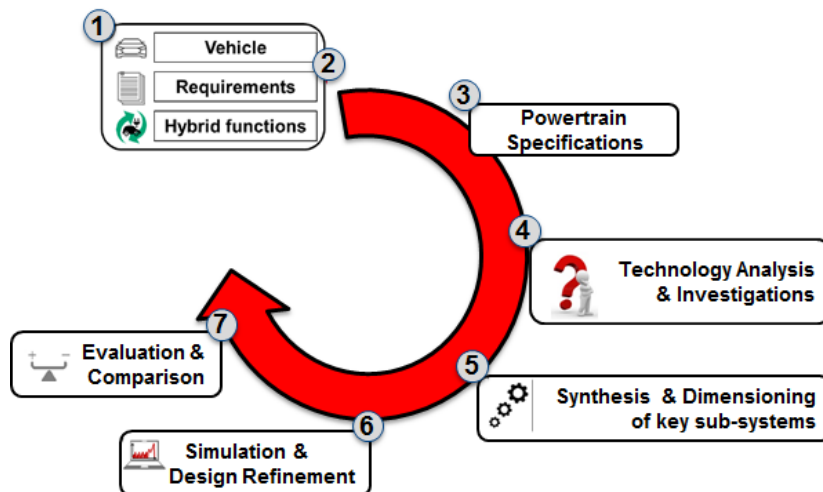 1
Vehicle
2
Requirements
Hybrid functions
3
Powertrain
Specifications
4
Technology Analysis
& Investigations
5
Synthesis & Dimensioning
of key sub-systems
6
Simulation &
Design Refinement
7
Evaluation &
Comparison
+ −